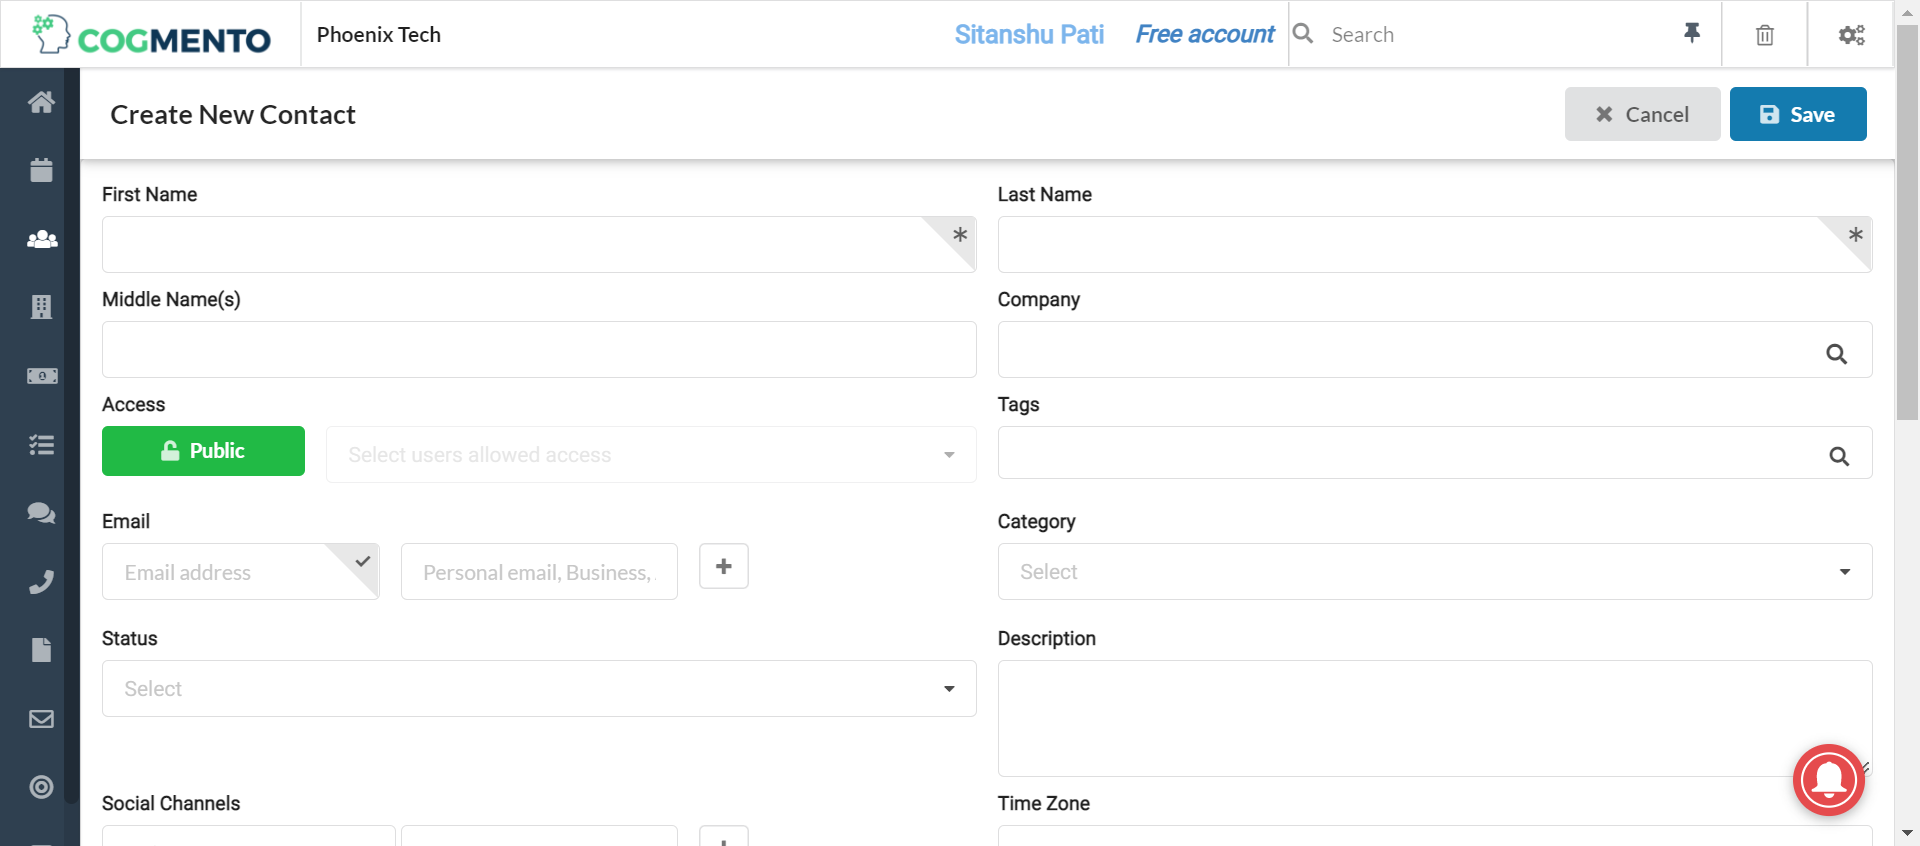 COGMENTO
Phoenix Tech
Sitanshu Pati
Free account
Search
Create New Contact
Cancel
Save
First Name
Last Name
*
*
Middle Name(s)
Company
Access
Tags
Public
Select users allowed access
Email
Category
Email address
Personal email, Business, .
+
Select
Status
Description
Select
Social Channels
Time Zone